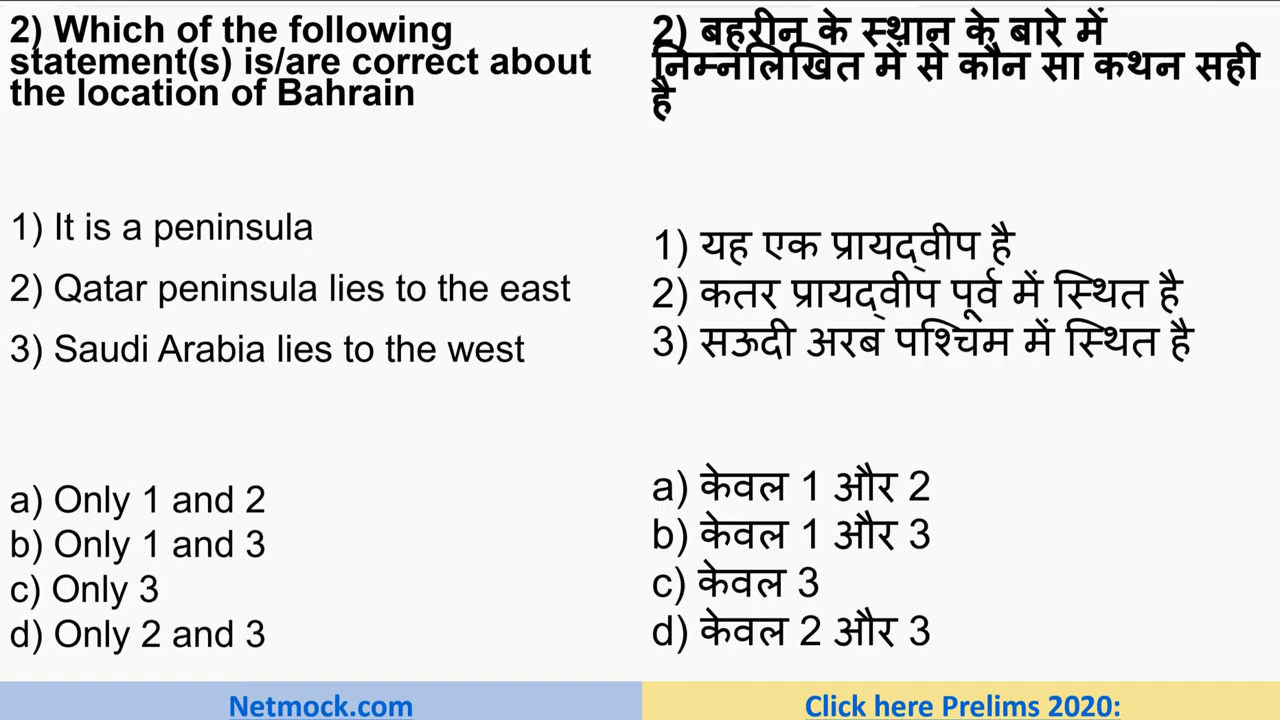 2) Which of the following
statement(s) is/are correct about
the location of Bahrain
1) It is a peninsula
2) Qatar peninsula lies to the east
3) Saudi Arabia lies to the west
a) Only 1 and 2
b) Only 1 and 3
c) Only 3
d) Only 2 and 3
Netmock.com
2) बहरीन के स्थान के बारे में
निम्नलिखित में से कौन सा कथन सही
है
1) यह एक प्रायद्वीप है
2) कतर प्रायद्वीप पूर्व में स्थित है
3) सऊदी अरब पश्चिम में स्थित है
a) केवल 1 और 2
b) केवल 1 और 3
c) केवल 3
d) केवल 2 और 3
Click here Prelims 2020: